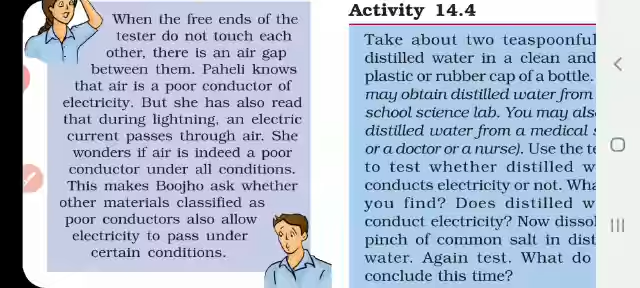 When the free ends of the
tester do not touch each
other, there is an air gap
between them. Paheli knows
that air is a poor conductor of
electricity. But she has also read
that during lightning, an electric
current passes through air. She
wonders if air is indeed a poor
conductor under all conditions.
This makes Boojho ask whether
other materials classified as
poor conductors also allow
electricity to pass under
certain conditions.
Activity 14.4
Take about two teaspoonful
distilled water in a clean and
plastic or rubber cap of a bottle.
may obtain distilled water from
school science lab. You may als
distilled water from a medical
or a doctor or a nurse). Use the te
to test whether distilled w
conducts electricity or not. Wha
you find? Does distilled w
conduct electricity? Now dissol
pinch of common salt in dist
water. Again test. What do
conclude this time?